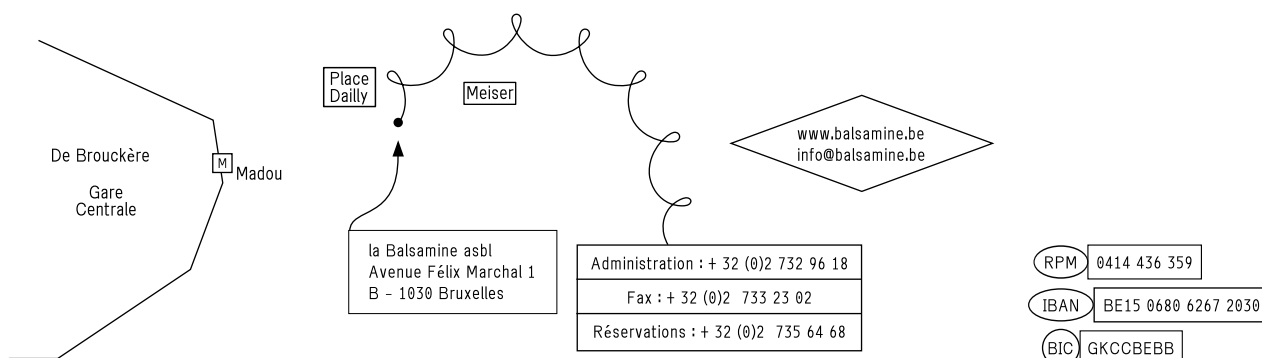 Place
Dailly
Meiser
De Brouckère
M
Madou
Gare
Centrale
www.balsamine.be
info@balsamine.be
la Balsamine asbl
Avenue Félix Marchal 1
B - 1030 Bruxelles
Administration : + 32 (0)2 732 96 18
Fax : + 32 (0)2 733 23 02
Réservations : + 32 (0)2 735 64 68
RPM 0414 436 359
IBAN BE15 0680 6267 2030
BIC GKCCBEBB